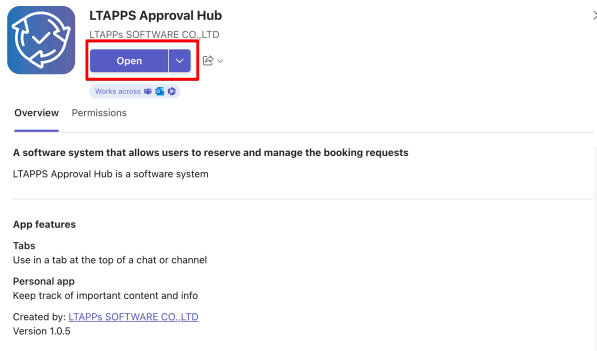 LTAPPS Approval Hub
LTAPPs SOFTWARE CO.,LTD
Open
Works across
Overview Permissions
A software system that allows users to reserve and manage the booking requests
LTAPPS Approval Hub is a software system
App features
Tabs
Use in a tab at the top of a chat or channel
Personal app
Keep track of important content and info
Created by: LTAPPs SOFTWARE CO.,LTD
Version 1.0.5